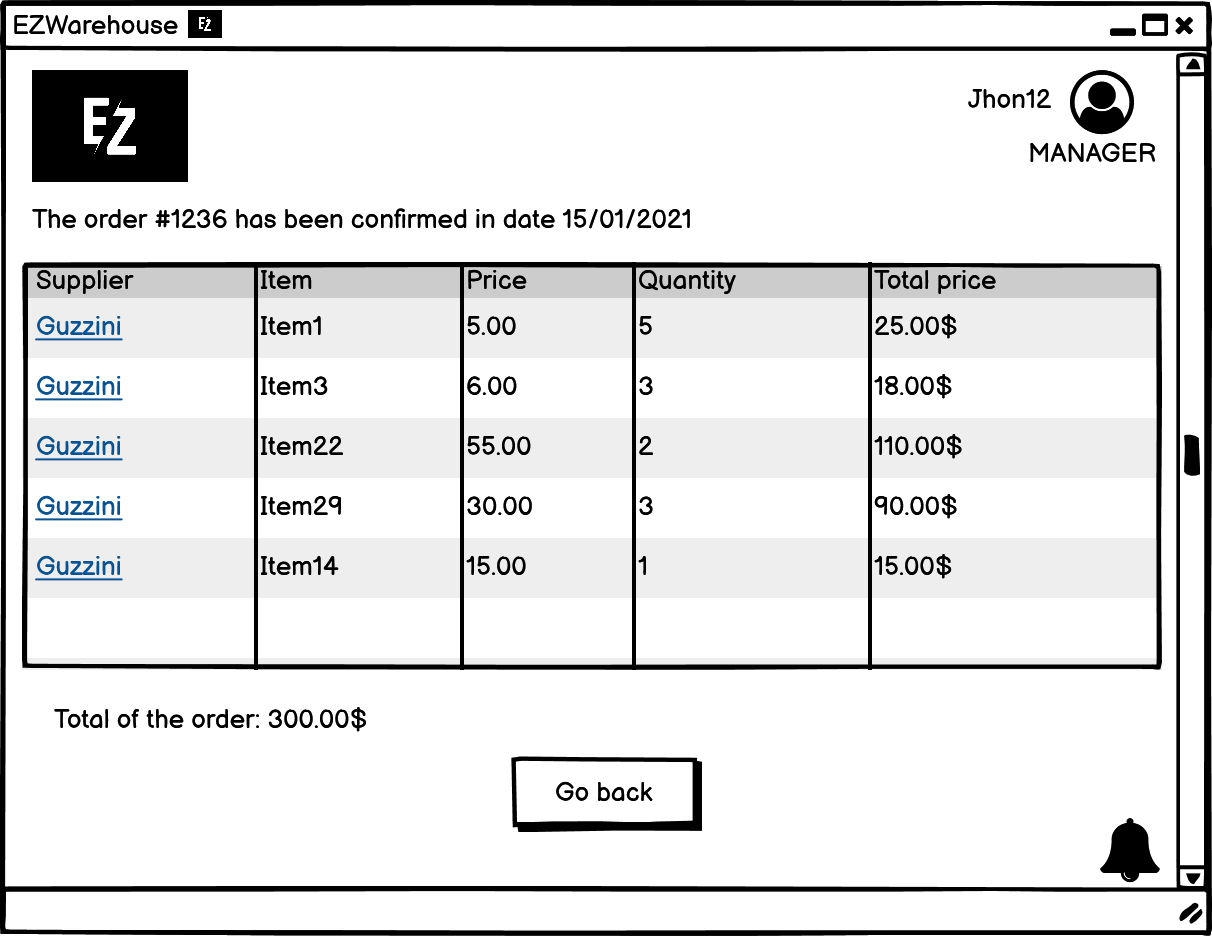 EZWarehouse EZ
EZ
Jhon12
MANAGER
The order #1236 has been confirmed in date 15/01/2021
Supplier Item Price Quantity Total price
Guzzini Item1 5.00 5 25.00$
Guzzini Item3 6.00 3 18.00$
Guzzini Item22 55.00 2 110.00$
Guzzini Item29 30.00 3 90.00$
Guzzini Item14 15.00 1 15.00$
Total of the order: 300.00$
Go back